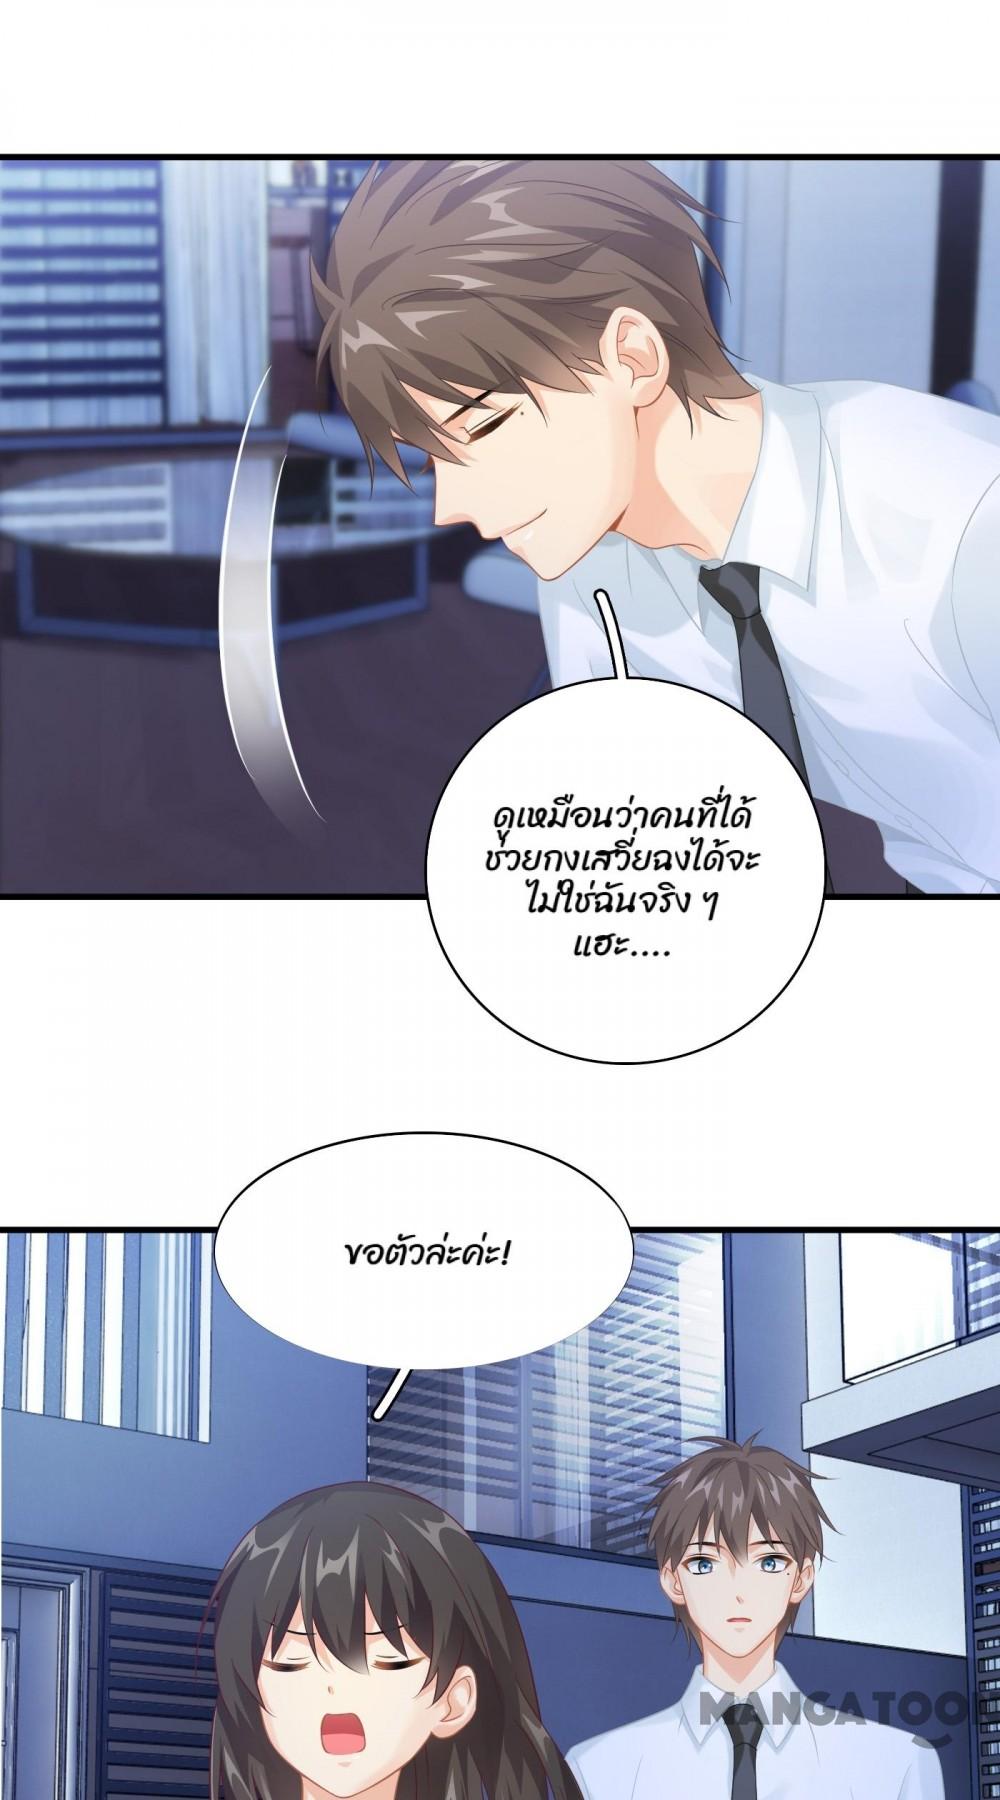 ดูเหมือนว่าคนที่ได้
ช่วยกงเสวี่ยฉงได้จะ
ไม่ใช่ฉันจริง ๆ
แฮะ....
ขอตัวล่ะค่ะ!
MANGATOON